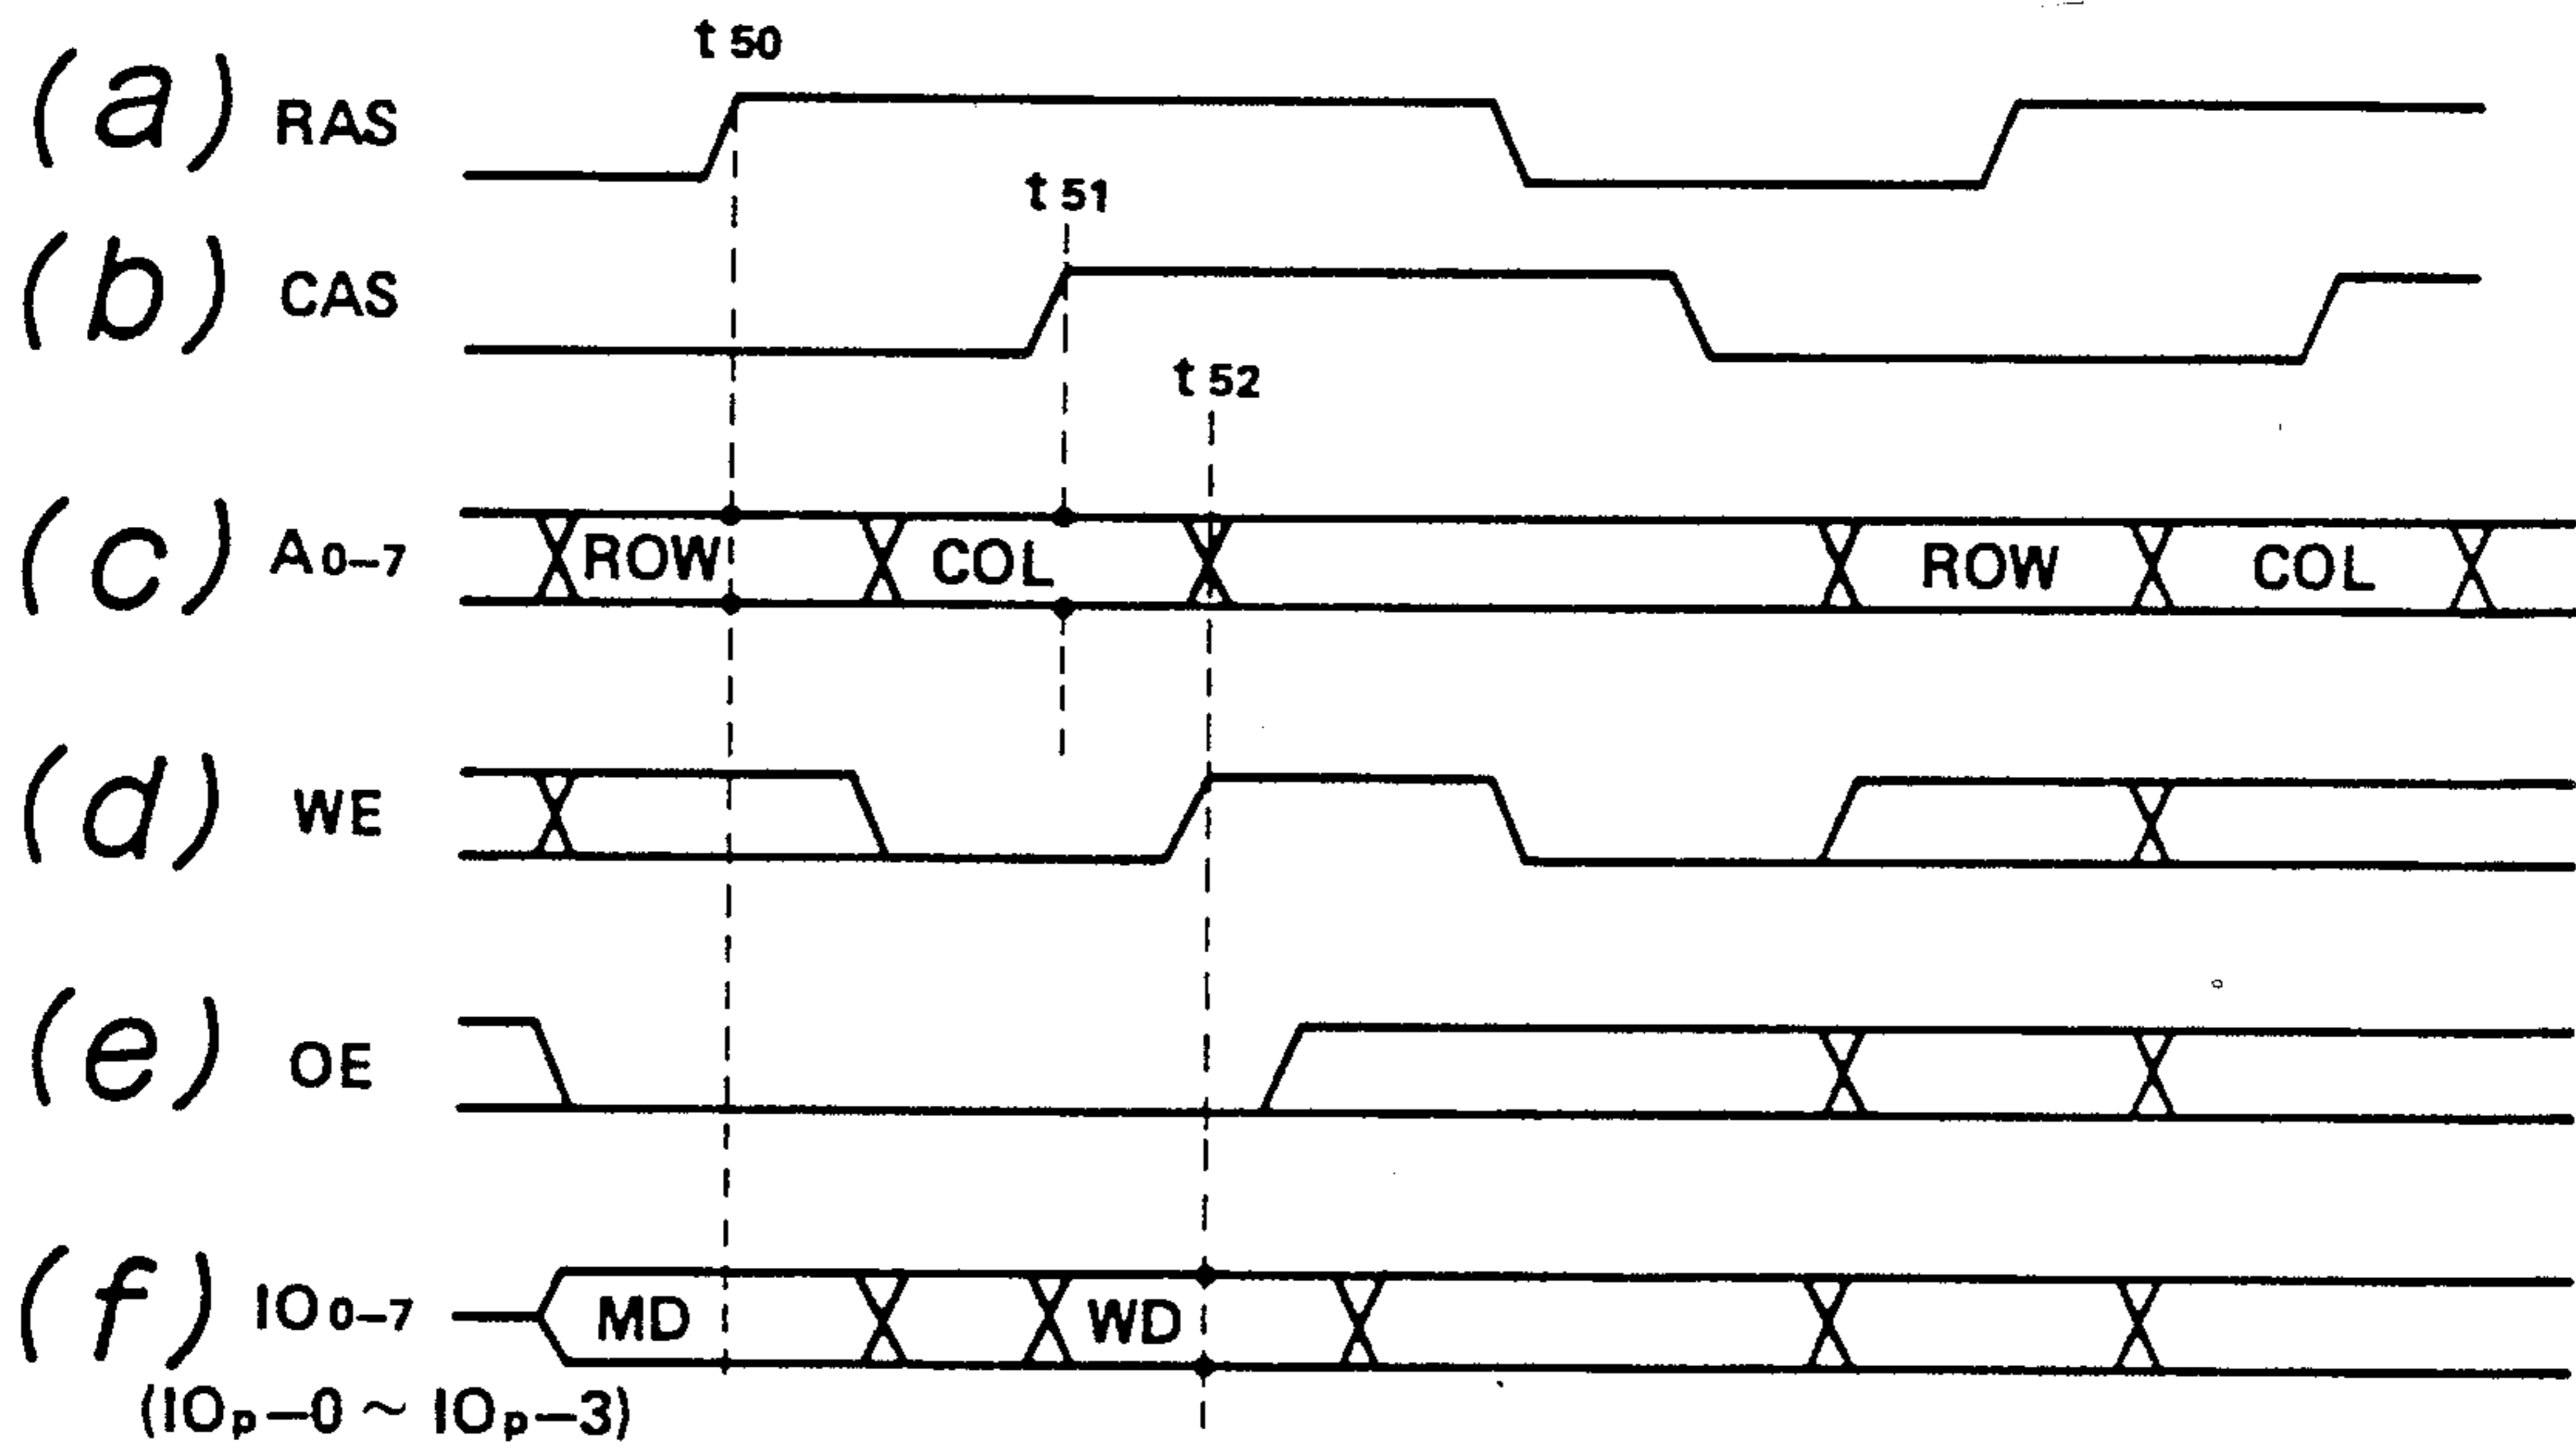 t 50
(a) RAS
t 51
(b) CAS
t 52
(c) A0–7 ROW COL ROW COL
(d) WE
(e) OE
(f) IO0–7 MD WD
(IOp–0 ~ IOp–3)